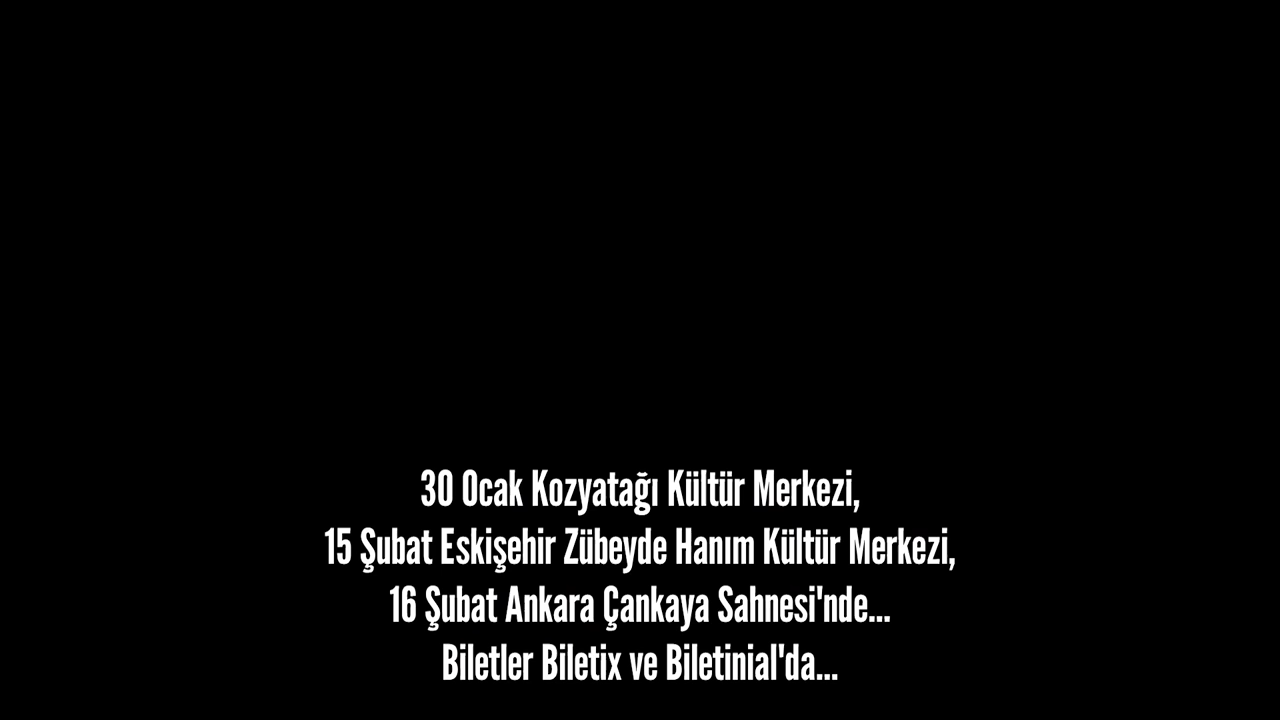 30 Ocak Kozyatağı Kültür Merkezi,
15 Şubat Eskişehir Zübeyde Hanım Kültür Merkezi,
16 Şubat Ankara Çankaya Sahnesi'nde...
Biletler Biletix ve Biletinial'da...